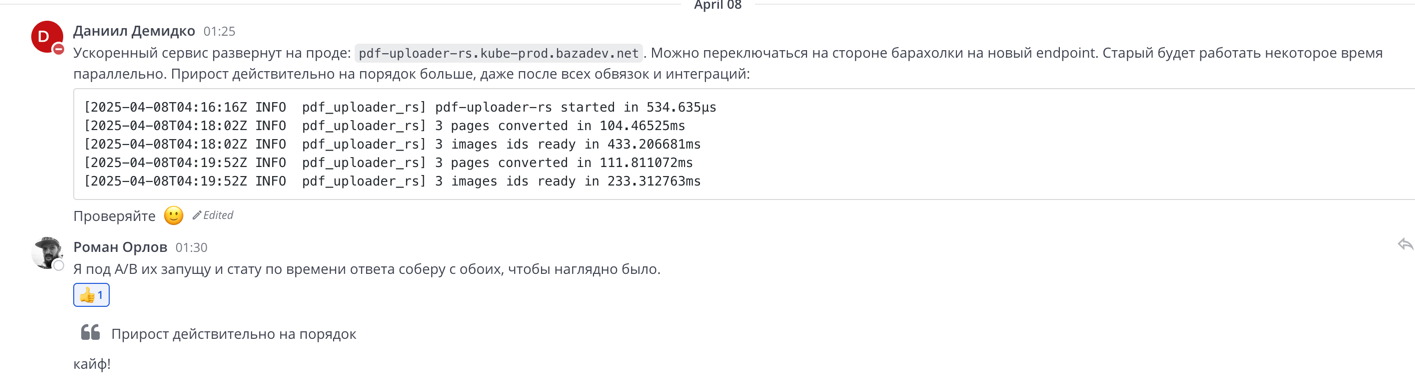 April 08
D
Даниил Демидко 01:25
Ускоренный сервис развернут на проде: pdf-uploader-rs.kube-prod.bazadev.net. Можно переключаться на стороне барахолки на новый endpoint. Старый будет работать некоторое время
параллельно. Прирост действительно на порядок больше, даже после всех обвязок и интеграций:
[2025-04-08T04:16:16Z INFO  pdf_uploader_rs] pdf-uploader-rs started in 534.635µs
[2025-04-08T04:18:02Z INFO  pdf_uploader_rs] 3 pages converted in 104.46525ms
[2025-04-08T04:18:02Z INFO  pdf_uploader_rs] 3 images ids ready in 433.206681ms
[2025-04-08T04:19:52Z INFO  pdf_uploader_rs] 3 pages converted in 111.811072ms
[2025-04-08T04:19:52Z INFO  pdf_uploader_rs] 3 images ids ready in 233.312763ms
Проверяйте 🙂 Edited
Роман Орлов 01:30
Я под A/B их запущу и стату по времени ответа соберу с обоих, чтобы наглядно было.
👍 1
Прирост действительно на порядок
кайф!